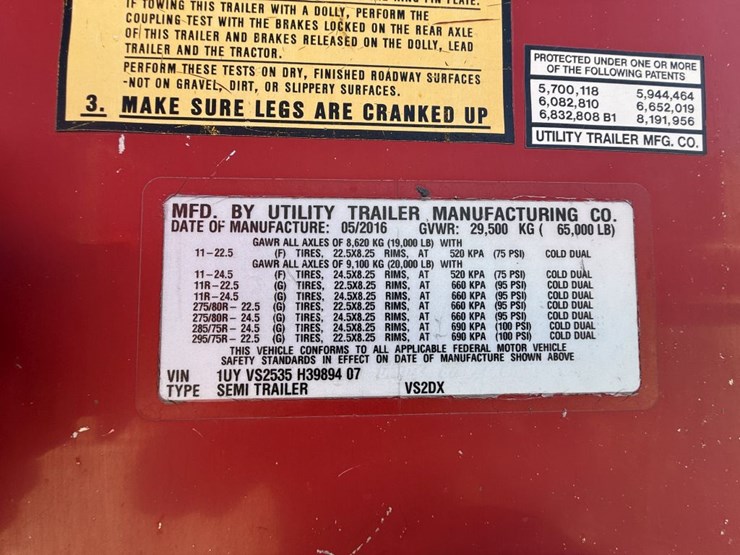 IF TOWING THIS TRAILER WITH A DOLLY, PERFORM THE
COUPLING TEST WITH THE BRAKES LOCKED ON THE REAR AXLE
OF THIS TRAILER AND BRAKES RELEASED ON THE DOLLY, LEAD
TRAILER AND THE TRACTOR.
PERFORM THESE TESTS ON DRY, FINISHED ROADWAY SURFACES
-NOT ON GRAVEL, DIRT, OR SLIPPERY SURFACES.
3. MAKE SURE LEGS ARE CRANKED UP
PROTECTED UNDER ONE OR MORE
OF THE FOLLOWING PATENTS
5,700,118 5,944,464
6,082,810 6,652,019
6,832,808 B1 8,191,956
UTILITY TRAILER MFG. CO.
MFD. BY UTILITY TRAILER MANUFACTURING CO.
DATE OF MANUFACTURE: 05/2016 GVWR: 29,500 KG ( 65,000 LB)
GAWR ALL AXLES OF 8,620 KG (19,000 LB) WITH
11-22.5 (F) TIRES, 22.5X8.25 RIMS, AT 520 KPA (75 PSI) COLD DUAL
GAWR ALL AXLES OF 9,100 KG (20,000 LB) WITH
11-24.5 (F) TIRES, 24.5X8.25 RIMS, AT 520 KPA (75 PSI) COLD DUAL
11R-22.5 (G) TIRES, 22.5X8.25 RIMS, AT 660 KPA (95 PSI) COLD DUAL
11R-24.5 (G) TIRES, 24.5X8.25 RIMS, AT 660 KPA (95 PSI) COLD DUAL
275/80R- 22.5 (G) TIRES, 22.5X8.25 RIMS, AT 660 KPA (95 PSI) COLD DUAL
275/80R- 24.5 (G) TIRES, 24.5X8.25 RIMS, AT 660 KPA (95 PSI) COLD DUAL
285/75R- 24.5 (G) TIRES, 24.5X8.25 RIMS, AT 690 KPA (100 PSI) COLD DUAL
295/75R- 22.5 (G) TIRES, 22.5X8.25 RIMS, AT 690 KPA (100 PSI) COLD DUAL
THIS VEHICLE CONFORMS TO ALL APPLICABLE FEDERAL MOTOR VEHICLE
SAFETY STANDARDS IN EFFECT ON DATE OF MANUFACTURE SHOWN ABOVE
VIN 1UY VS2535 H39894 07
TYPE SEMI TRAILER VS2DX